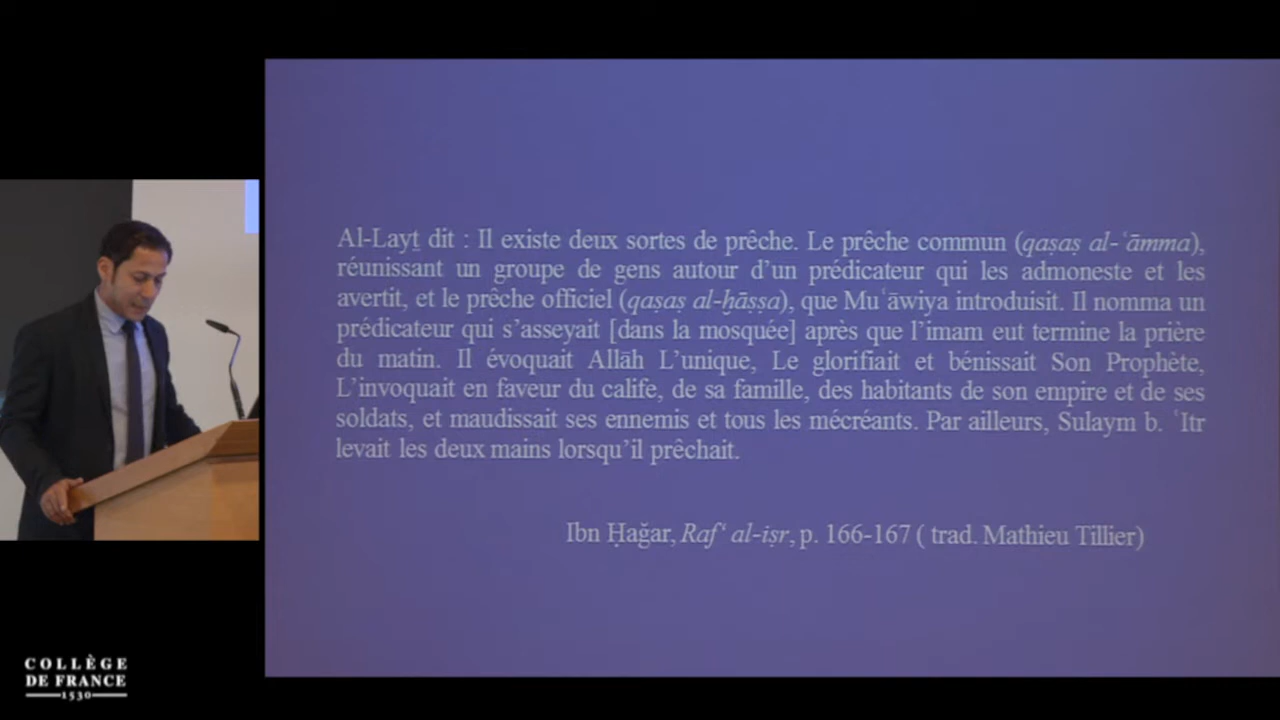 Al-Layṯ dit : Il existe deux sortes de prêche. Le prêche commun (qaṣaṣ al-ʿāmma),
réunissant un groupe de gens autour d’un prédicateur qui les admoneste et les
avertit, et le prêche officiel (qaṣaṣ al-ḫāṣṣa), que Muʿāwiya introduisit. Il nomma un
prédicateur qui s’asseyait [dans la mosquée] après que l’imam eut termine la prière
du matin. Il évoquait Allāh L’unique, Le glorifiait et bénissait Son Prophète,
L’invoquait en faveur du calife, de sa famille, des habitants de son empire et de ses
soldats, et maudissait ses ennemis et tous les mécréants. Par ailleurs, Sulaym b. ʿItr
levait les deux mains lorsqu’il prêchait.
Ibn Ḥağar, Rafʿ al-iṣr, p. 166-167 ( trad. Mathieu Tillier)
COLLÈGE
DE FRANCE
1530